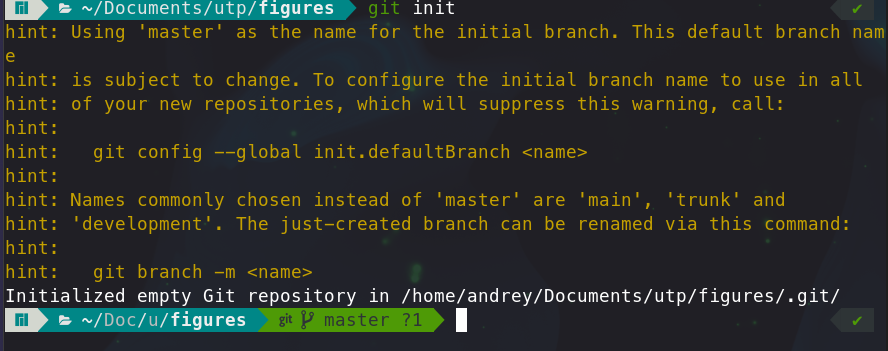 ~/Documents/utp/figures git init ✔
hint: Using 'master' as the name for the initial branch. This default branch nam
e
hint: is subject to change. To configure the initial branch name to use in all
hint: of your new repositories, which will suppress this warning, call:
hint:
hint:   git config --global init.defaultBranch <name>
hint:
hint: Names commonly chosen instead of 'master' are 'main', 'trunk' and
hint: 'development'. The just-created branch can be renamed via this command:
hint:
hint:   git branch -m <name>
Initialized empty Git repository in /home/andrey/Documents/utp/figures/.git/
~/Doc/u/figures git master ?1 ✔